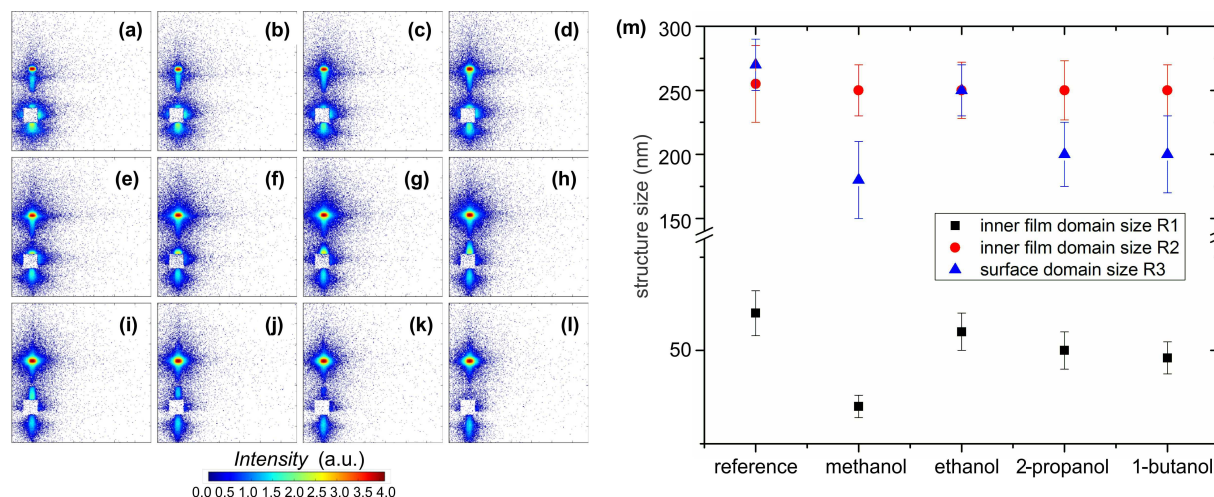 (a) (b) (c) (d)
(e) (f) (g) (h)
(i) (j) (k) (l)
Intensity (a.u.)
0.0 0.5 1.0 1.5 2.0 2.5 3.0 3.5 4.0
(m)
structure size (nm)
300
250
200
150
50
inner film domain size R1
inner film domain size R2
surface domain size R3
reference methanol ethanol 2-propanol 1-butanol